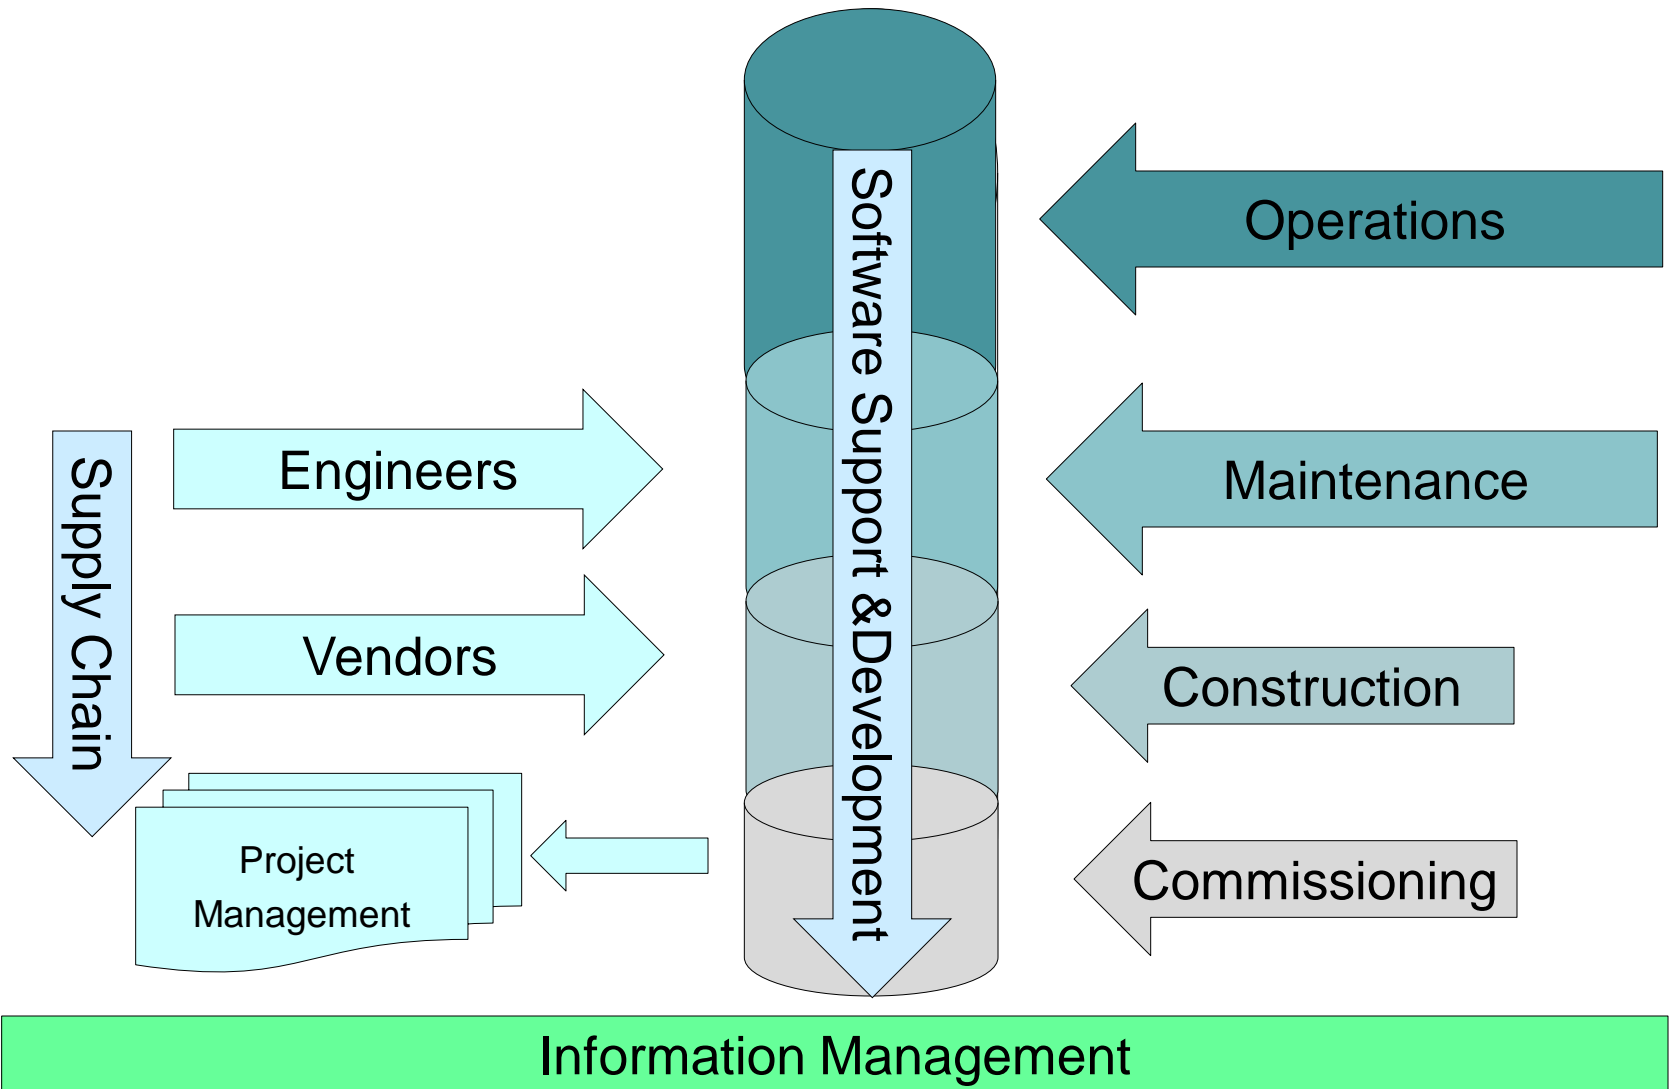 Software Support &Development
Operations
Engineers
Maintenance
Supply Chain
Vendors
Construction
Project
Management
Commissioning
Information Management